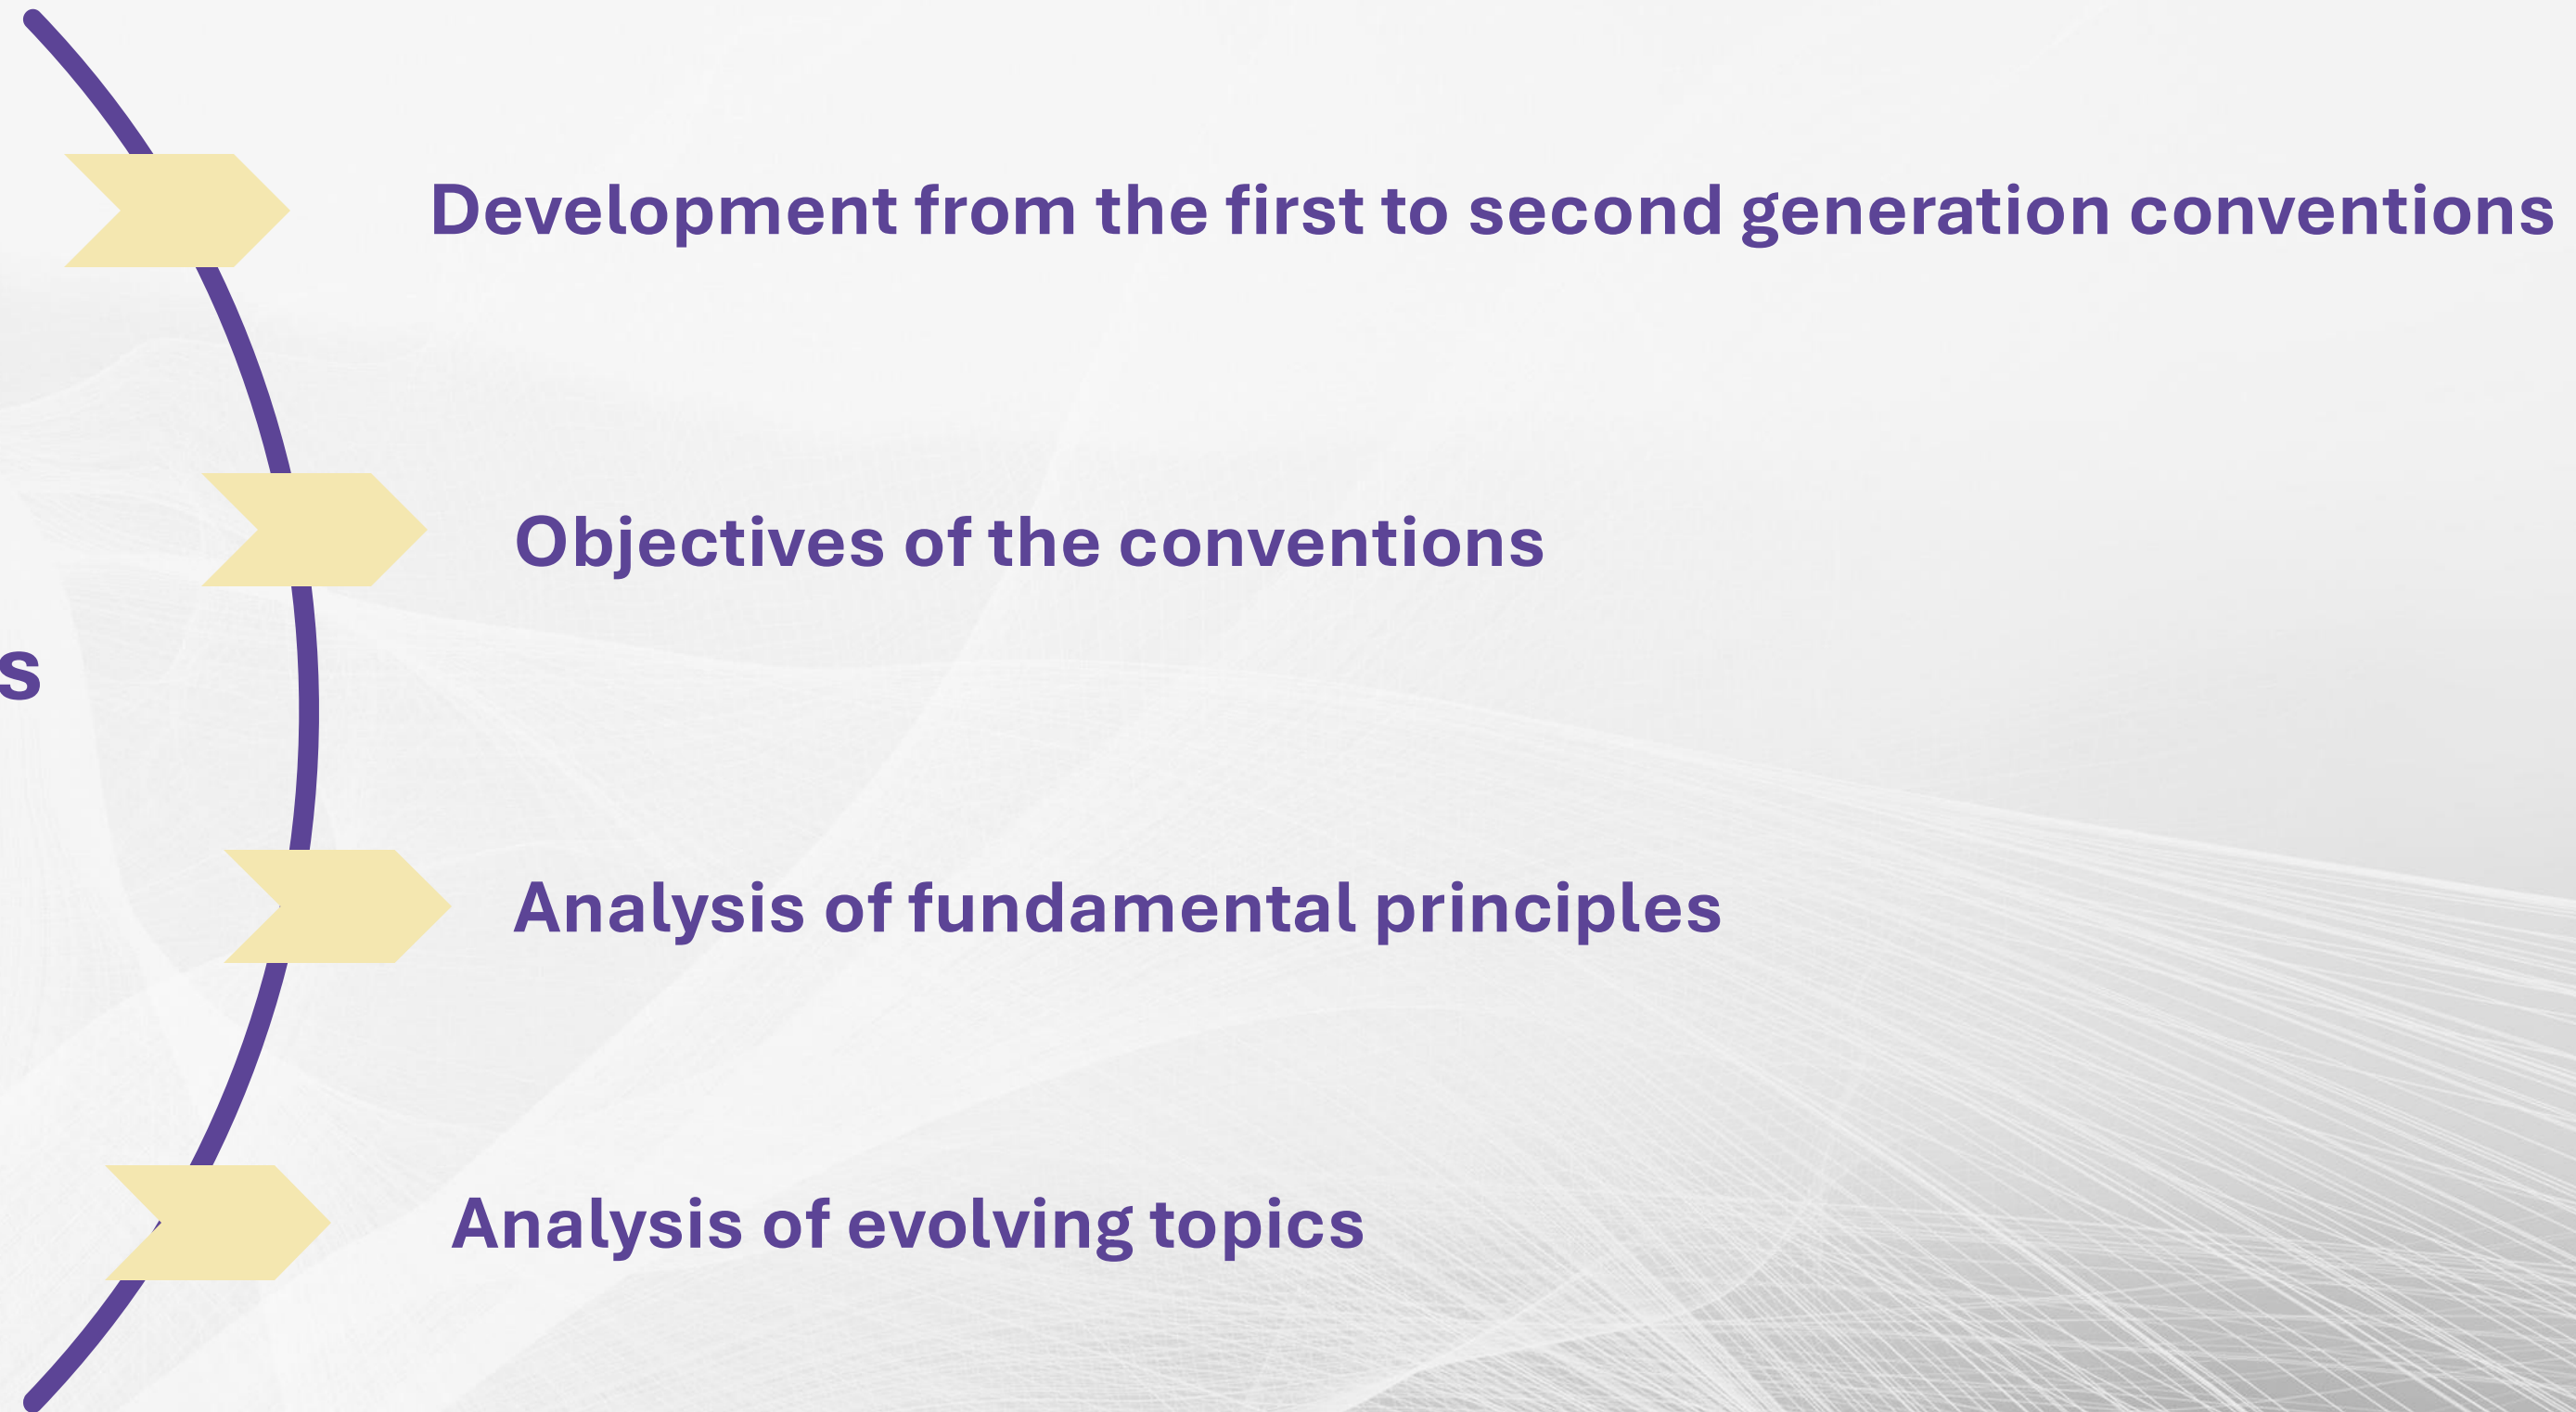 Development from the first to second generation conventions
Objectives of the conventions
s
Analysis of fundamental principles
Analysis of evolving topics